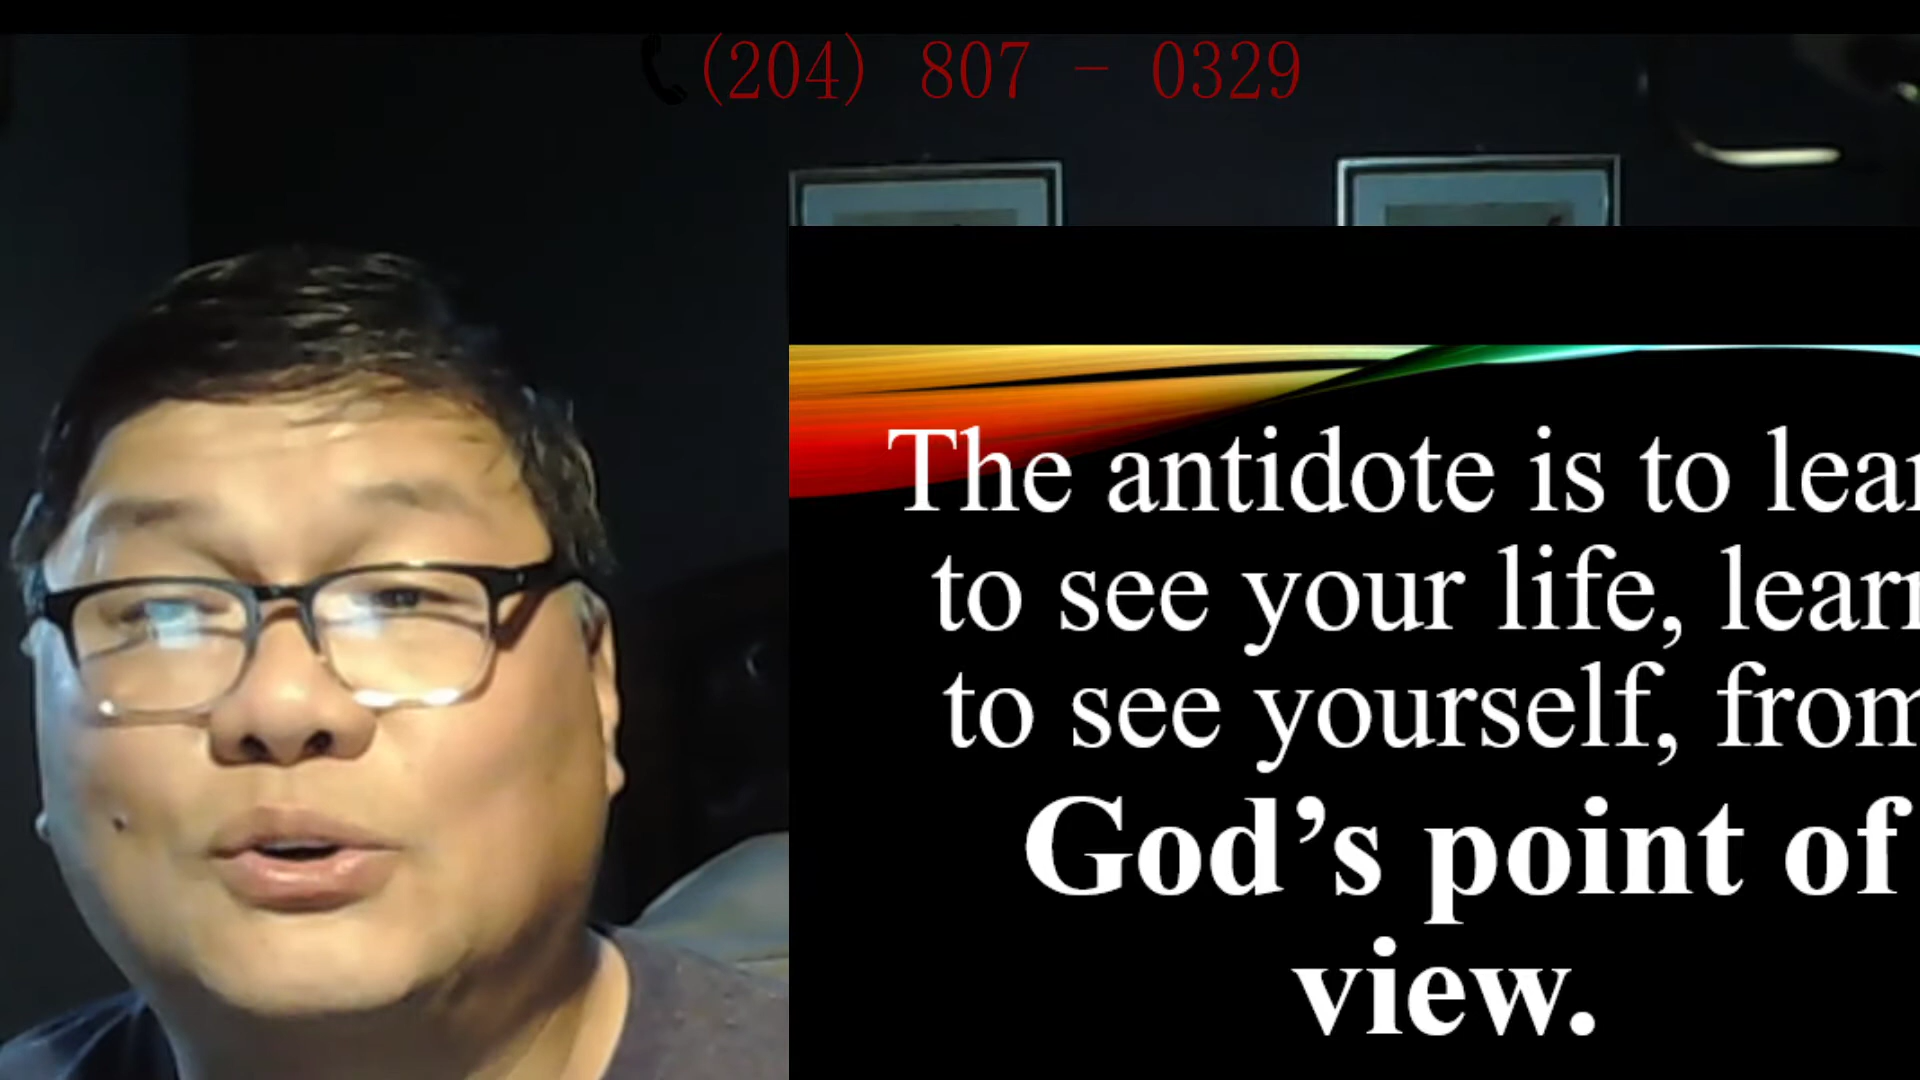 (204) 807 - 0329
The antidote is to lear
to see your life, learn
to see yourself, from
God’s point of
view.